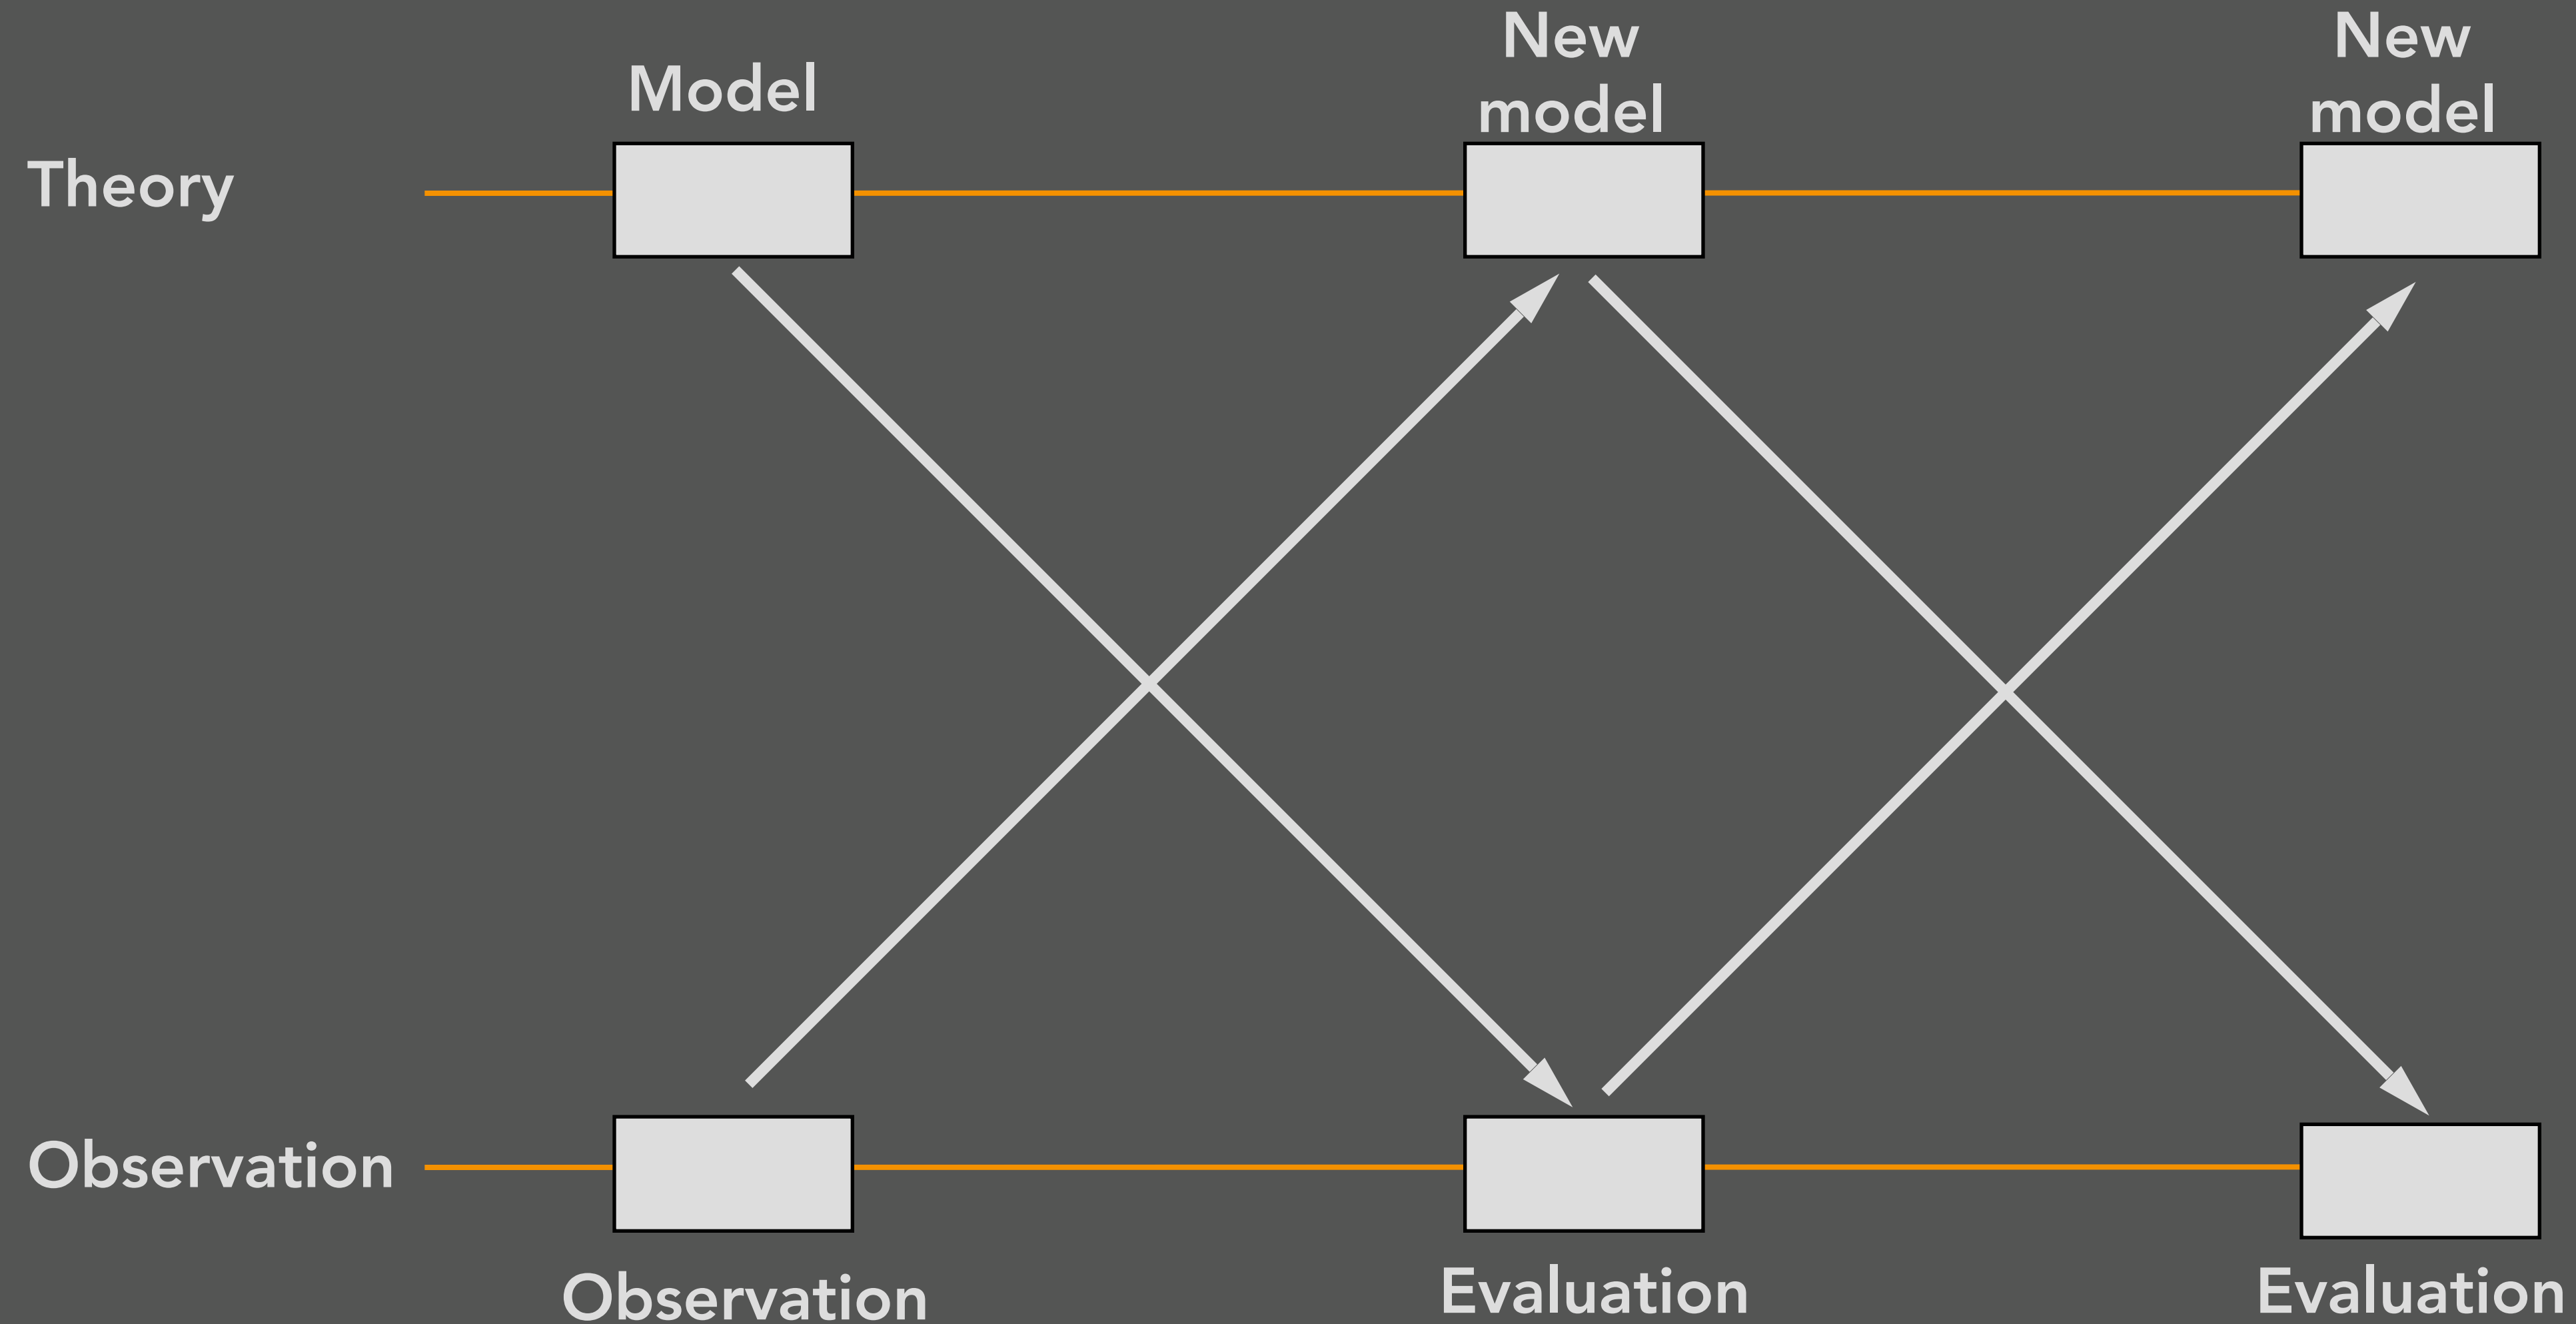 Model
New
model
New
model
Theory
Observation
Observation
Evaluation
Evaluation